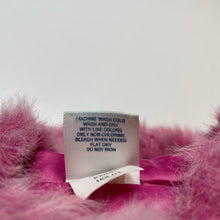 MACHINE WASH COLD
WASH AND DRY
WITH LIKE COLORS
ONLY NON-CHLORINE
BLEACH WHEN NEEDED
FLAT DRY
DO NOT IRON